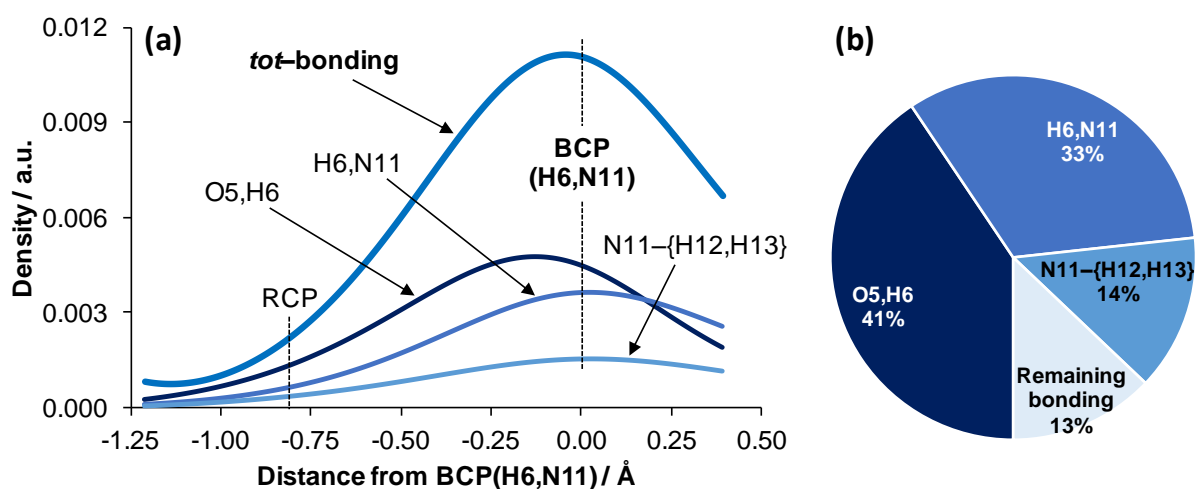 (a)
0.012
0.009
0.006
0.003
0.000
Density / a.u.
tot–bonding
H6,N11
O5,H6
RCP
BCP
(H6,N11)
N11–{H12,H13}
-1.25
-1.00
-0.75
-0.50
-0.25
0.00
0.25
0.50
Distance from BCP(H6,N11) / Å
(b)
H6,N11
33%
N11–{H12,H13}
14%
O5,H6
41%
Remaining
bonding
13%